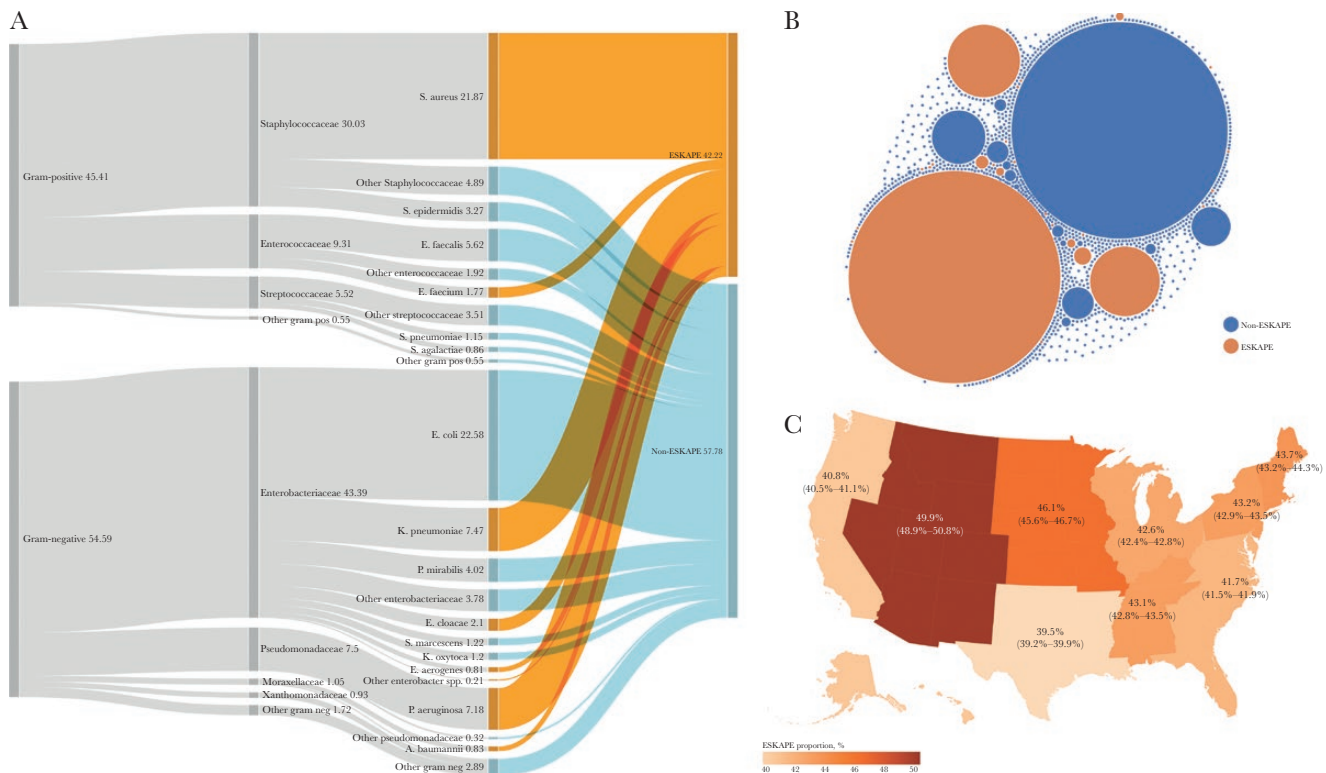 A
Gram-positive 45.41
Gram-negative 54.59
Staphylococcaceae 30.03
Enterococcaceae 9.31
Streptococcaceae 5.52
Other gram pos 0.55
Enterobacteriaceae 43.39
Pseudomonadaceae 7.5
Moraxellaceae 1.05
Xanthomonadaceae 0.93
Other gram neg 1.72
S. aureus 21.87
Other Staphylococcaceae 4.89
S. epidermidis 3.27
E. faecalis 5.62
Other enterococcaceae 1.92
E. faecium 1.77
Other streptococcaceae 3.51
S. pneumoniae 1.15
S. agalactiae 0.86
Other gram pos 0.55
E. coli 22.58
K. pneumoniae 7.47
P. mirabilis 4.02
Other enterobacteriaceae 3.78
E. cloacae 2.1
S. marcescens 1.22
K. oxytoca 1.2
E. aerogenes 0.81
Other enterobacter spp. 0.21
P. aeruginosa 7.18
Other pseudomonadaceae 0.32
A. baumannii 0.83
Other gram neg 2.89
ESKAPE 42.22
Non-ESKAPE 57.78
B
Non-ESKAPE
ESKAPE
C
40.8%
(40.5%–41.1%)
49.9%
(48.9%–50.8%)
46.1%
(45.6%–46.7%)
42.6%
(42.4%–42.8%)
43.7%
(43.2%–44.3%)
43.2%
(42.9%–43.5%)
41.7%
(41.5%–41.9%)
43.1%
(42.8%–43.5%)
39.5%
(39.2%–39.9%)
ESKAPE proportion, %
40 42 44 46 48 50